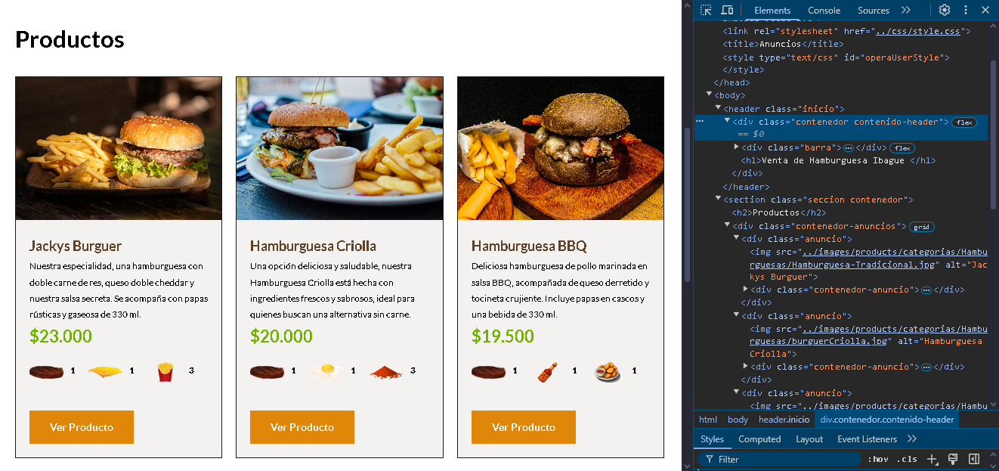 Productos
Jackys Burguer
Nuestra especialidad, una hamburguesa con
doble carne de res, queso doble cheddar y
nuestra salsa secreta. Se acompaña con papas
rústicas y gaseosa de 330 ml.
$23.000
1 1 3
Ver Producto
Hamburguesa Criolla
Una opción deliciosa y saludable, nuestra
Hamburguesa Criolla está hecha con
ingredientes frescos y sabrosos, ideal para
quienes buscan una alternativa sin carne.
$20.000
1 1 3
Ver Producto
Hamburguesa BBQ
Deliciosa hamburguesa de pollo marinada en
salsa BBQ, acompañada de queso derretido y
tocineta crujiente. Incluye papas en cascos y
una bebida de 330 ml.
$19.500
1 1 1
Ver Producto
Elements Console Sources
<link rel="stylesheet" href="../css/style.css">
<title>Anuncios</title>
<style type="text/css" id="operaUserStyle">
</style>
</head>
<body>
<header class="inicio">
<div class="contenedor contenido-header"> flex
== $0
<div class="barra"> … </div> flex
<h1>Venta de Hamburguesa Ibague </h1>
</div>
</header>
<section class="seccion contenedor">
<h2>Productos</h2>
<div class="contenedor-anuncios"> grid
<div class="anuncio">
<img src="../images/products/categorias/Hambu
rguesas/Hamburguesa-Tradicional.jpg" alt="Jac
kys Burguer">
<div class="contenedor-anuncio"> … </div>
</div>
<div class="anuncio">
<img src="../images/products/categorias/Hambu
rguesas/burguerCriolla.jpg" alt="Hamburguesa
Criolla">
<div class="contenedor-anuncio"> … </div>
</div>
<div class="anuncio">
<img src="../images/products/categorias/Hambu
html body header.inicio div.contenedor.contenido-header
Styles Computed Layout Event Listeners
Filter :hov .cls